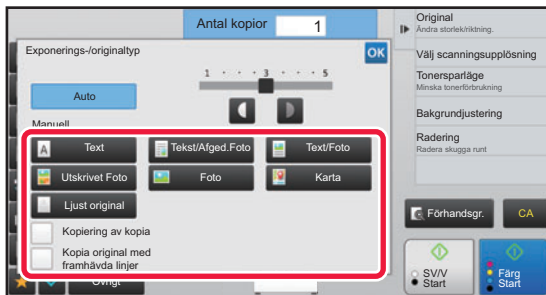 Antal kopior 1
Exponerings-/originaltyp
OK
1 · · · 3 · · · 5
Auto
Manuell
A Text
Tekst/Afged.Foto
Text/Foto
Utskrivet Foto
Foto
Karta
Ljust original
Kopiering av kopia
Kopia original med
framhävda linjer
Övrigt
Original
Ändra storlek/riktning.
Välj scanningsupplösning
Tonersparläge
Minska tonerförbrukning
Bakgrundjustering
Radering
Radera skugga runt
Förhandsgr.
CA
SV/V
Start
Färg
Start